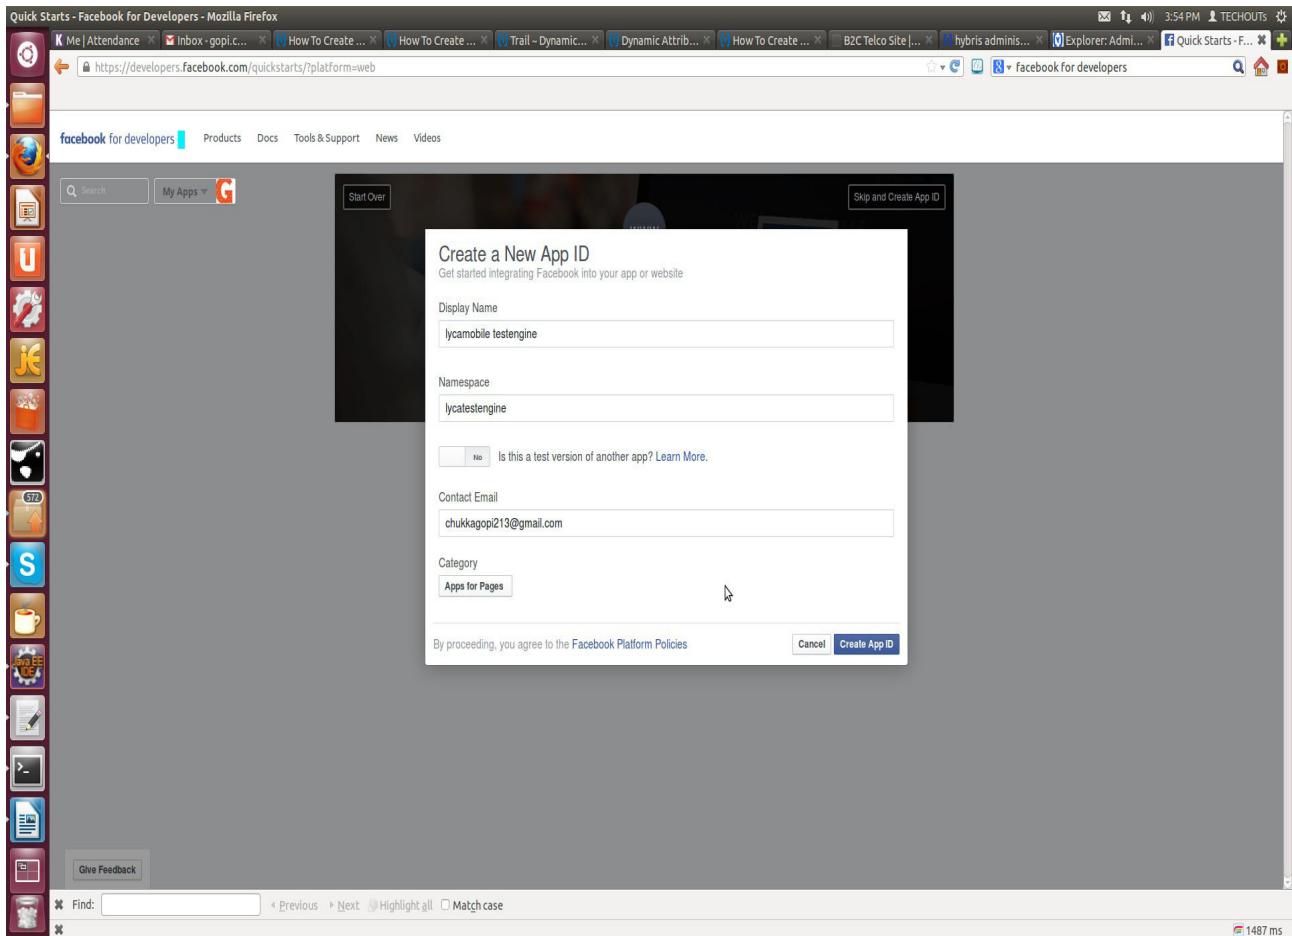 Quick Starts - Facebook for Developers - Mozilla Firefox
3:54 PM TECHOUTs
K Me | Attendance
Inbox - gopi.c...
How To Create ...
How To Create ...
Trail ~ Dynamic...
Dynamic Attrib...
How To Create ...
B2C Telco Site |...
hybris adminis...
Explorer: Admi...
Quick Starts - F...
https://developers.facebook.com/quickstarts/?platform=web
facebook for developers
facebook for developers Products Docs Tools & Support News Videos
Search
My Apps
G
Start Over
Skip and Create App ID
Create a New App ID
Get started integrating Facebook into your app or website
Display Name
lycamobile testengine
Namespace
lycatestengine
No Is this a test version of another app? Learn More.
Contact Email
chukkagopi213@gmail.com
Category
Apps for Pages
By proceeding, you agree to the Facebook Platform Policies
Cancel
Create App ID
572
Java EE
IDE
Give Feedback
Find: Previous Next Highlight all Match case
1487 ms